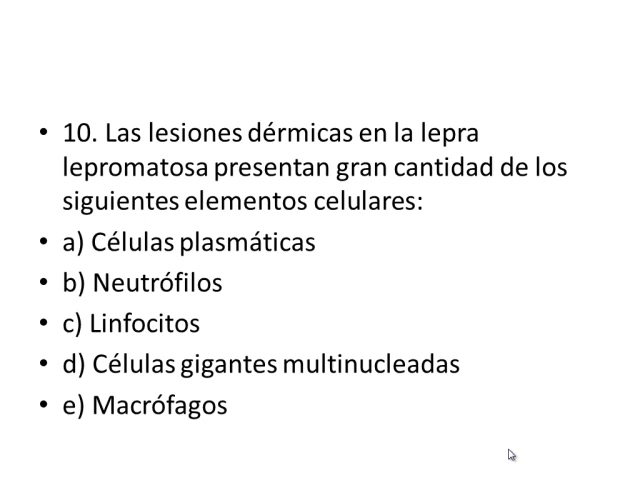 • 10. Las lesiones dérmicas en la lepra
lepromatosa presentan gran cantidad de los
siguientes elementos celulares:
• a) Células plasmáticas
• b) Neutrófilos
• c) Linfocitos
• d) Células gigantes multinucleadas
• e) Macrófagos